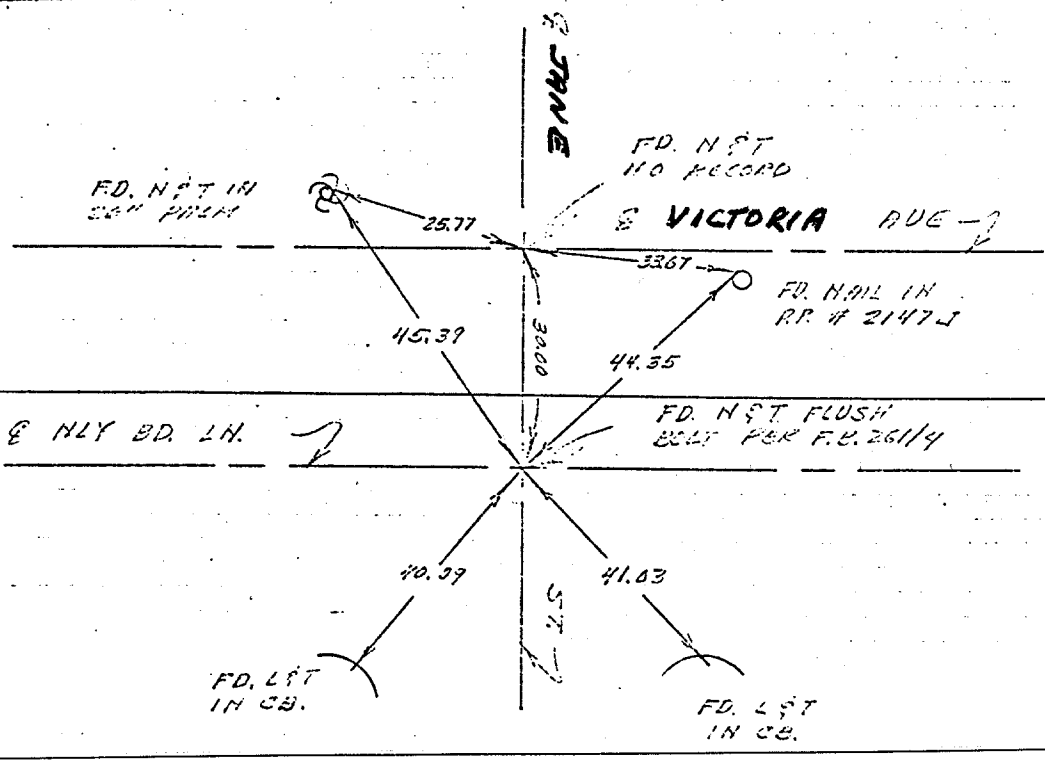 ℄ JANE
FD. N & T
NO RECORD
FD. N & T IN
PALM
25.77
℄ VICTORIA AVE
33.67
FD. NAIL IN
P.P. # 2147J
45.39
30.00
44.35
℄ NLY BD. LN.
FD. N & T FLUSH
BOLT PER F.B. 261/4
40.39
41.03
ST.
FD. L & T
IN CB.
FD. L & T
IN CB.